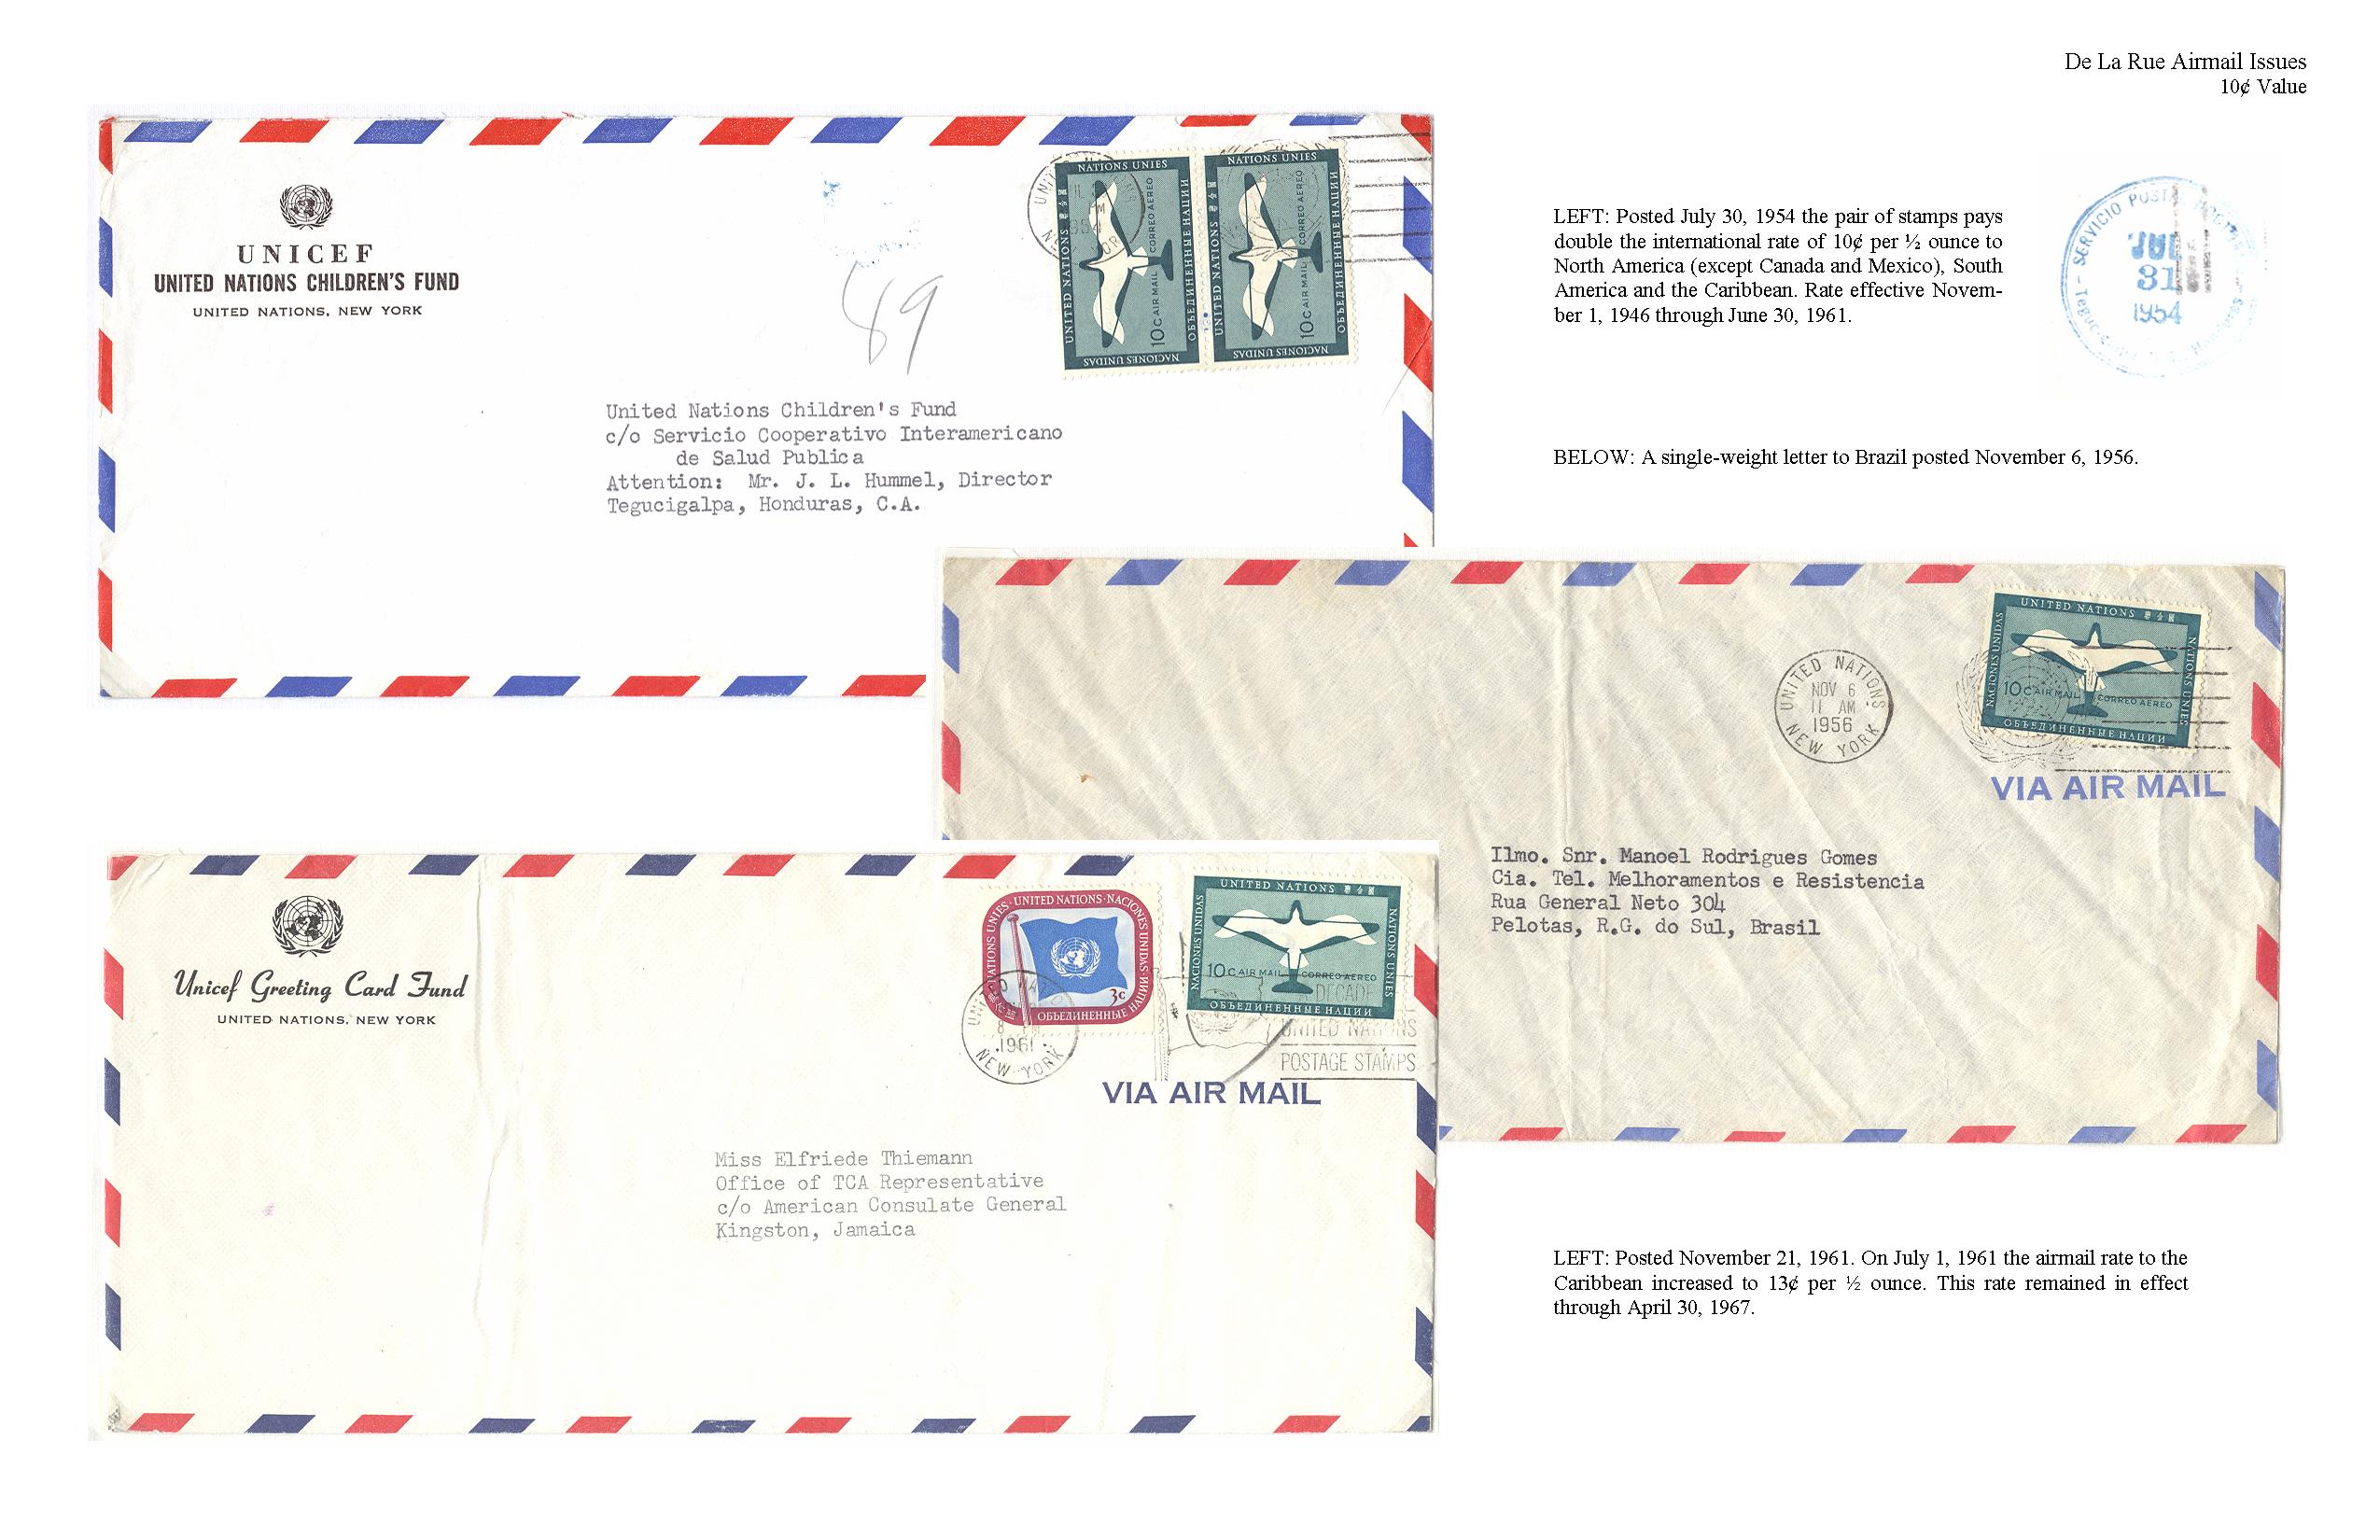 De La Rue Airmail Issues
10¢ Value
UNICEF
UNITED NATIONS CHILDREN'S FUND
UNITED NATIONS, NEW YORK
89
NATIONS UNIES
UNITED NATIONS
10c AIR MAIL CORREO AEREO
ОБЪЕДИНЕННЫЕ НАЦИИ
NACIONES UNIDAS
NATIONS UNIES
UNITED NATIONS
10c AIR MAIL CORREO AEREO
ОБЪЕДИНЕННЫЕ НАЦИИ
NACIONES UNIDAS
United Nations Children's Fund
c/o Servicio Cooperativo Interamericano
de Salud Publica
Attention: Mr. J. L. Hummel, Director
Tegucigalpa, Honduras, C.A.
LEFT: Posted July 30, 1954 the pair of stamps pays
double the international rate of 10¢ per ½ ounce to
North America (except Canada and Mexico), South
America and the Caribbean. Rate effective Novem-
ber 1, 1946 through June 30, 1961.
SERVICIO POSTAL
JUL
31
1954
BELOW: A single-weight letter to Brazil posted November 6, 1956.
UNITED NATIONS
NOV 6
11 AM
1956
NEW YORK
UNITED NATIONS
NACIONES UNIDAS
NATIONS UNIES
10c AIR MAIL CORREO AEREO
ОБЪЕДИНЕННЫЕ НАЦИИ
VIA AIR MAIL
Ilmo. Snr. Manoel Rodrigues Gomes
Cia. Tel. Melhoramentos e Resistencia
Rua General Neto 304
Pelotas, R.G. do Sul, Brasil
Unicef Greeting Card Fund
UNITED NATIONS, NEW YORK
NATIONS UNIES · UNITED NATIONS · NACIONES UNIDAS
3c
ОБЪЕДИНЕННЫЕ НАЦИИ
UNITED NATIONS
NACIONES UNIDAS
NATIONS UNIES
10c AIR MAIL CORREO AEREO
ОБЪЕДИНЕННЫЕ НАЦИИ
1961
NEW YORK
DECADE
UNITED NATIONS
POSTAGE STAMPS
VIA AIR MAIL
Miss Elfriede Thiemann
Office of TCA Representative
c/o American Consulate General
Kingston, Jamaica
LEFT: Posted November 21, 1961. On July 1, 1961 the airmail rate to the
Caribbean increased to 13¢ per ½ ounce. This rate remained in effect
through April 30, 1967.